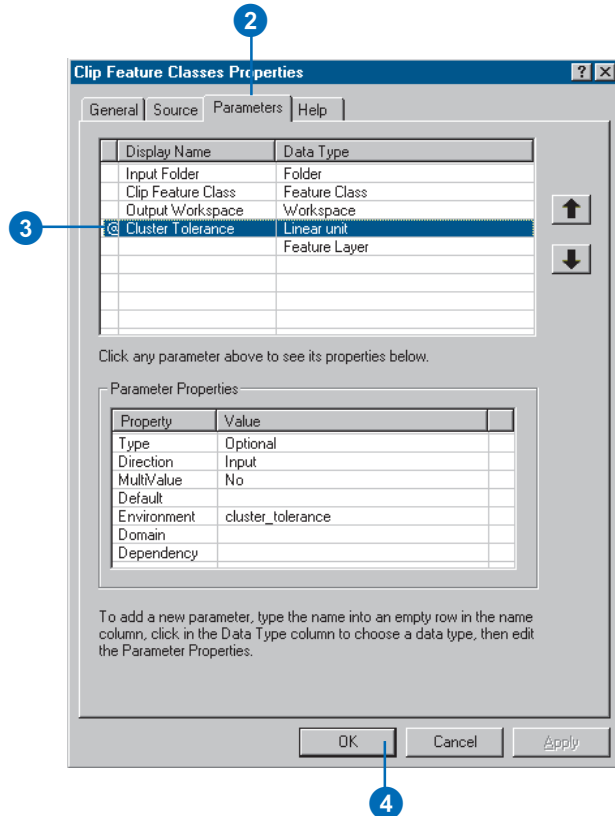 2
Clip Feature Classes Properties
General Source Parameters Help
Display Name Data Type
Input Folder Folder
Clip Feature Class Feature Class
Output Workspace Workspace
3 @ Cluster Tolerance Linear unit
Feature Layer
Click any parameter above to see its properties below.
Parameter Properties
Property Value
Type Optional
Direction Input
MultiValue No
Default
Environment cluster_tolerance
Domain
Dependency
To add a new parameter, type the name into an empty row in the name
column, click in the Data Type column to choose a data type, then edit
the Parameter Properties.
OK Cancel Apply
4